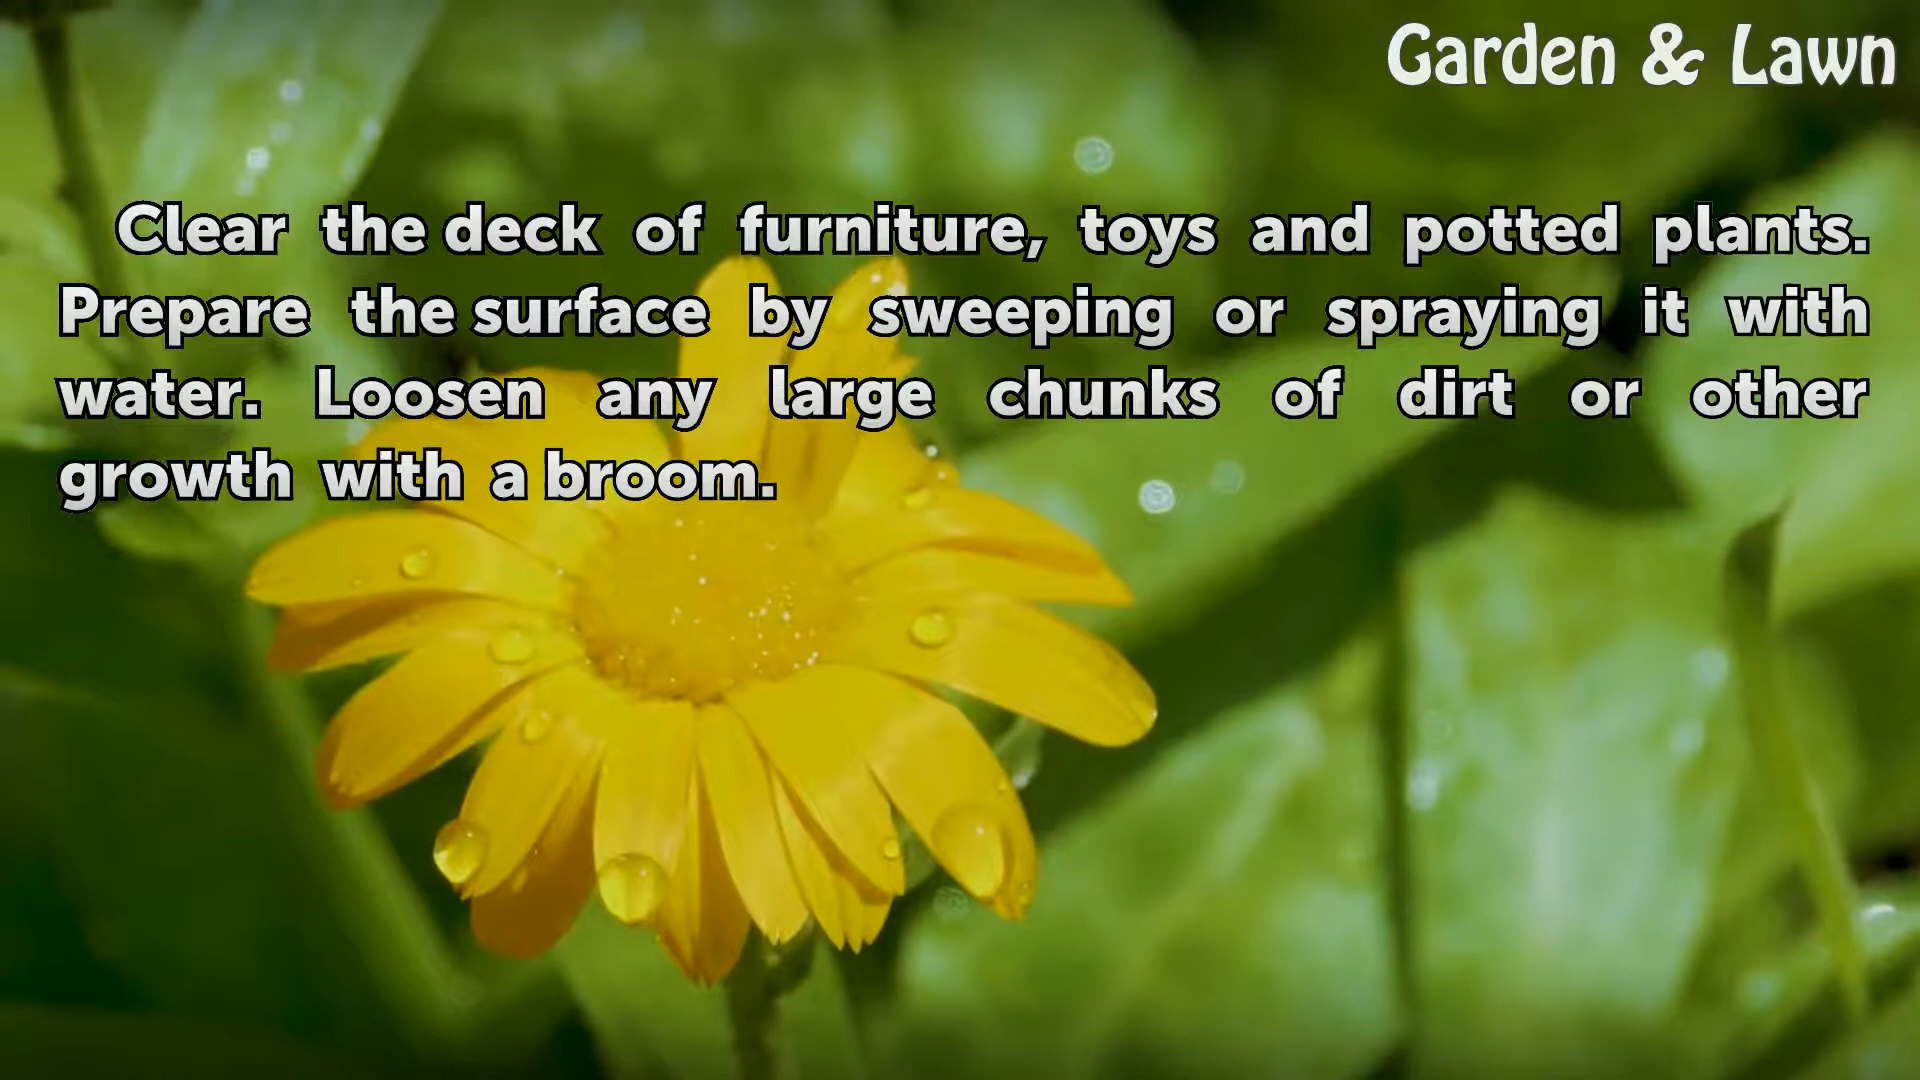 Garden & Lawn
Clear the deck of furniture, toys and potted plants.
Prepare the surface by sweeping or spraying it with
water. Loosen any large chunks of dirt or other
growth with a broom.